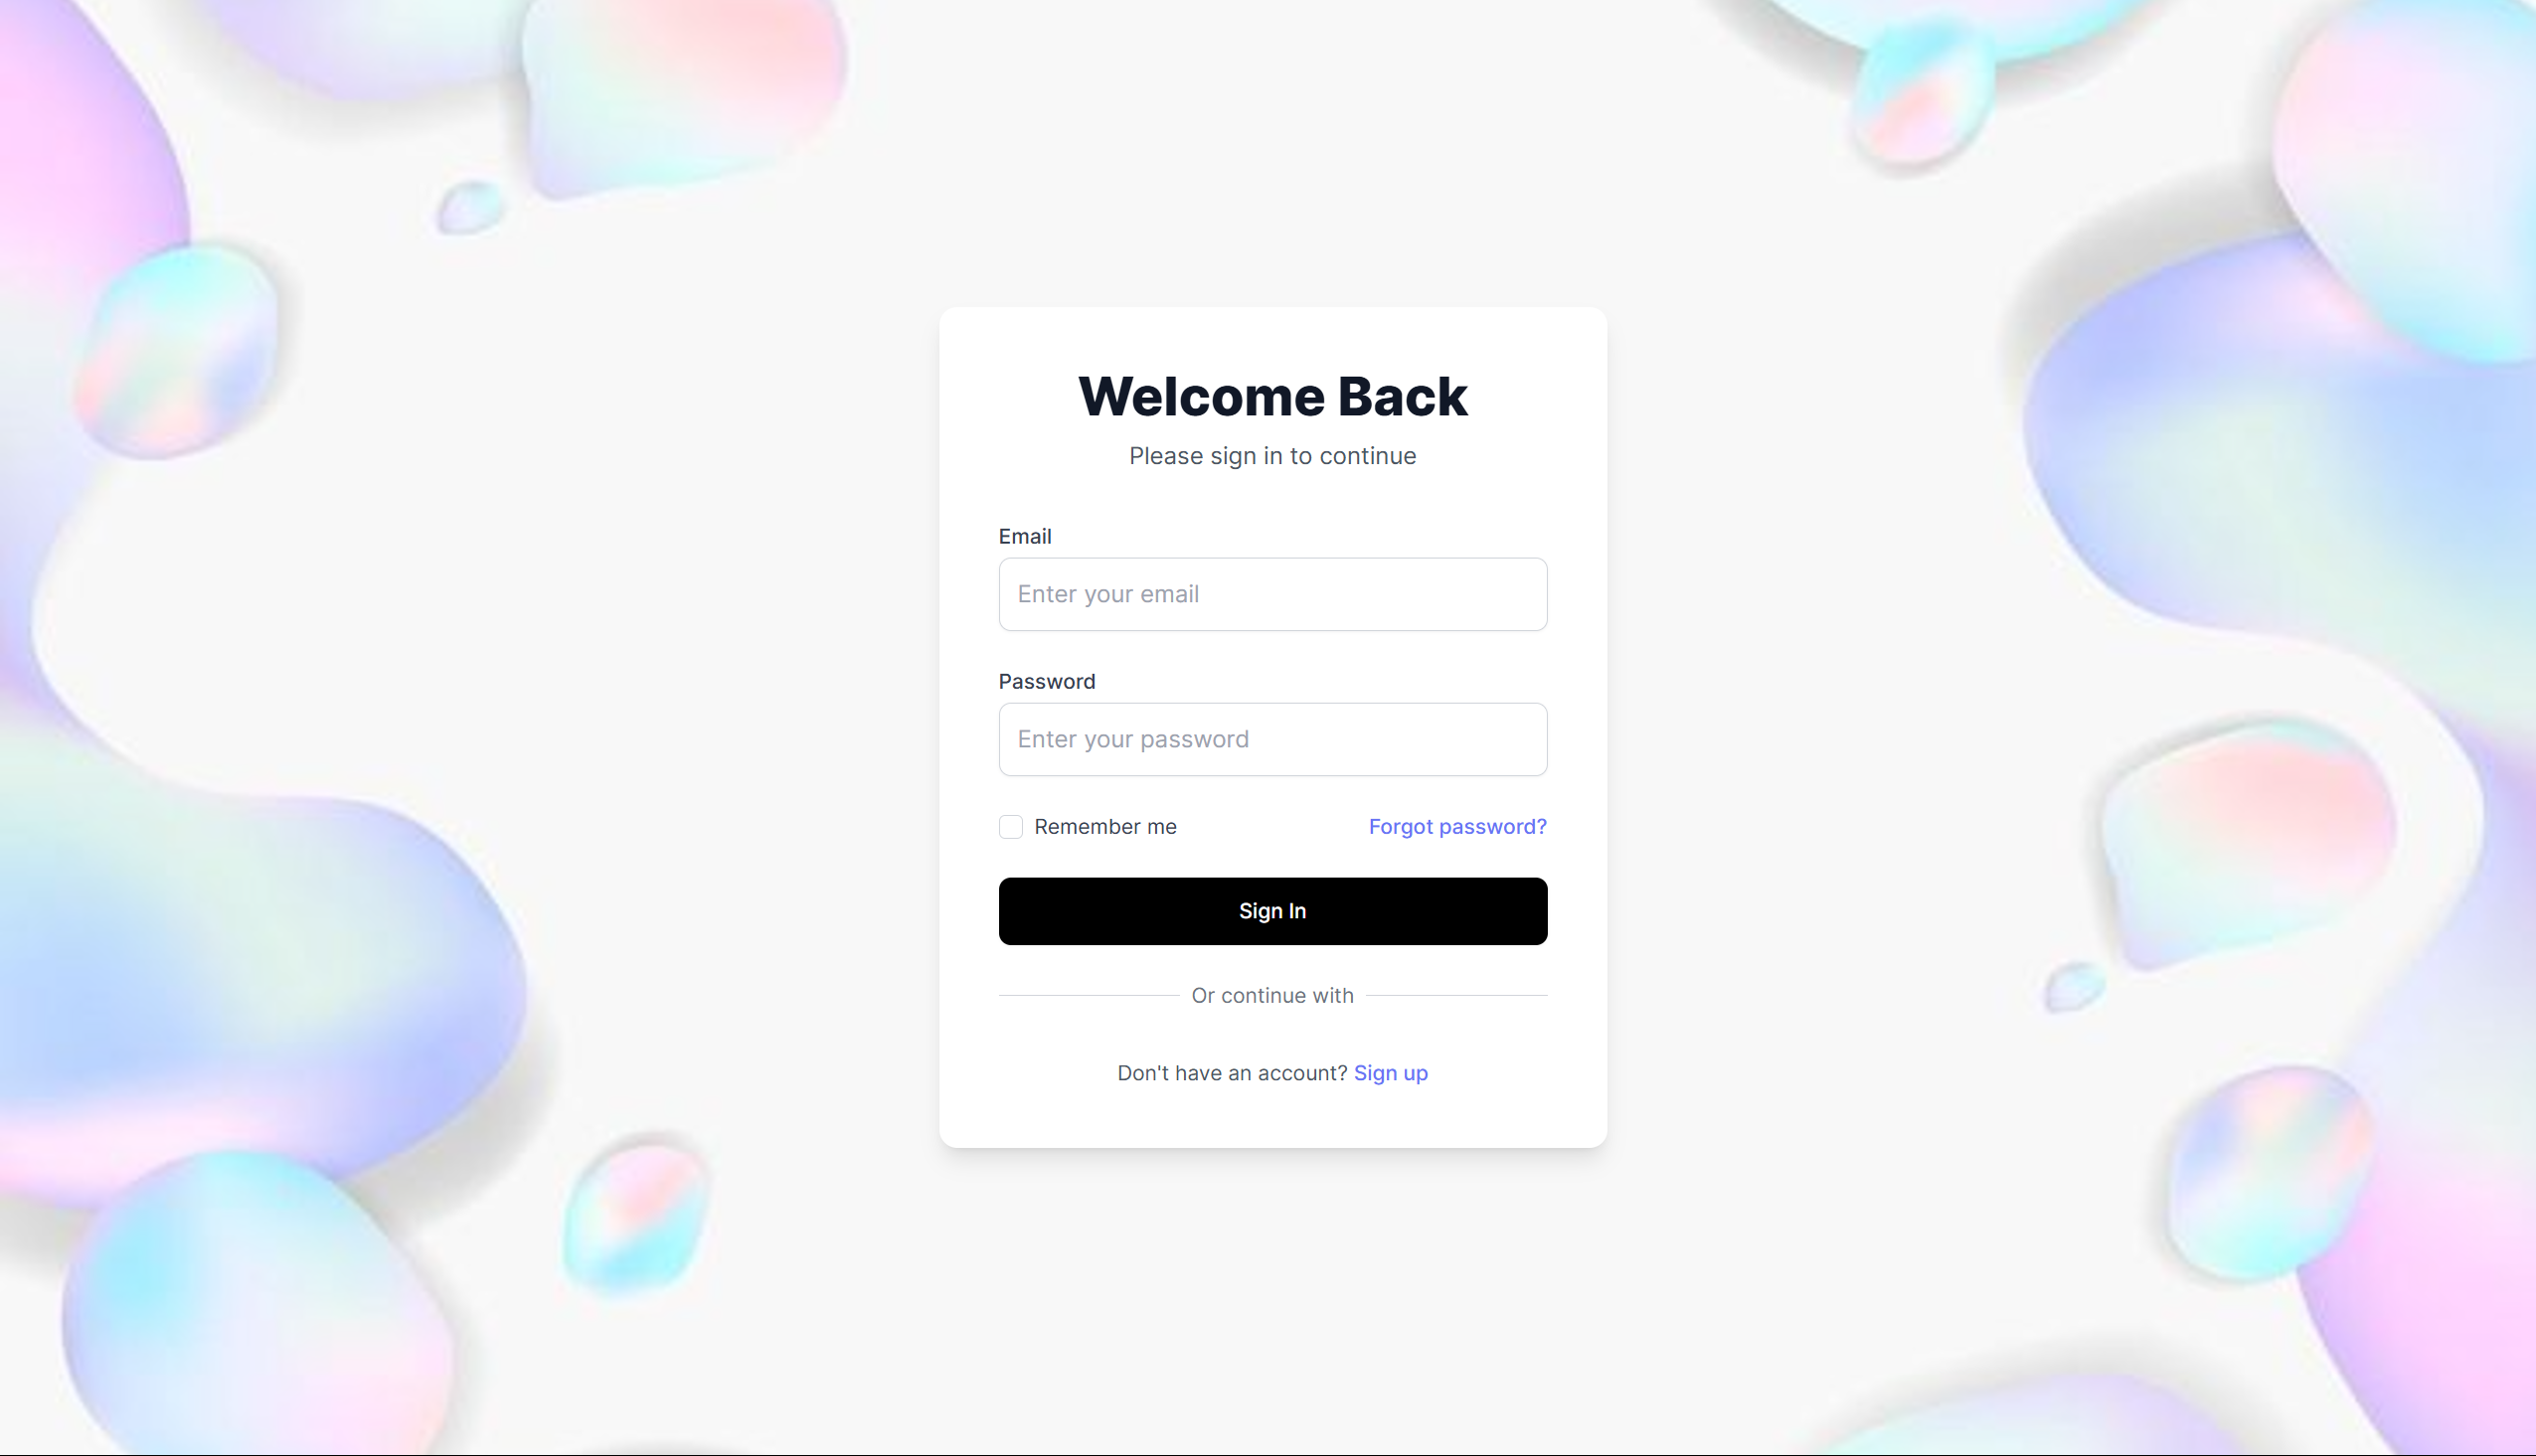 Welcome Back
Please sign in to continue
Email
Enter your email
Password
Enter your password
Remember me
Forgot password?
Sign In
Or continue with
Don't have an account? Sign up